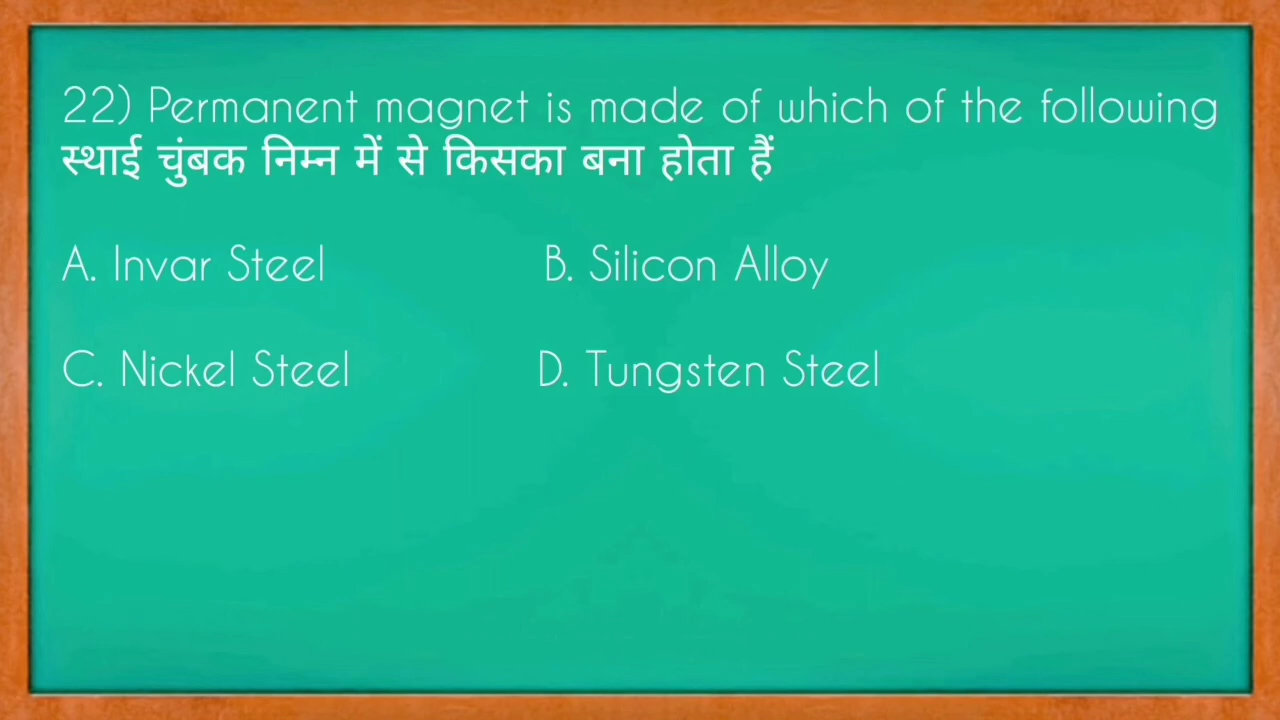 22) Permanent magnet is made of which of the following
स्थाई चुंबक निम्न में से किसका बना होता हैं
A. Invar Steel B. Silicon Alloy
C. Nickel Steel D. Tungsten Steel